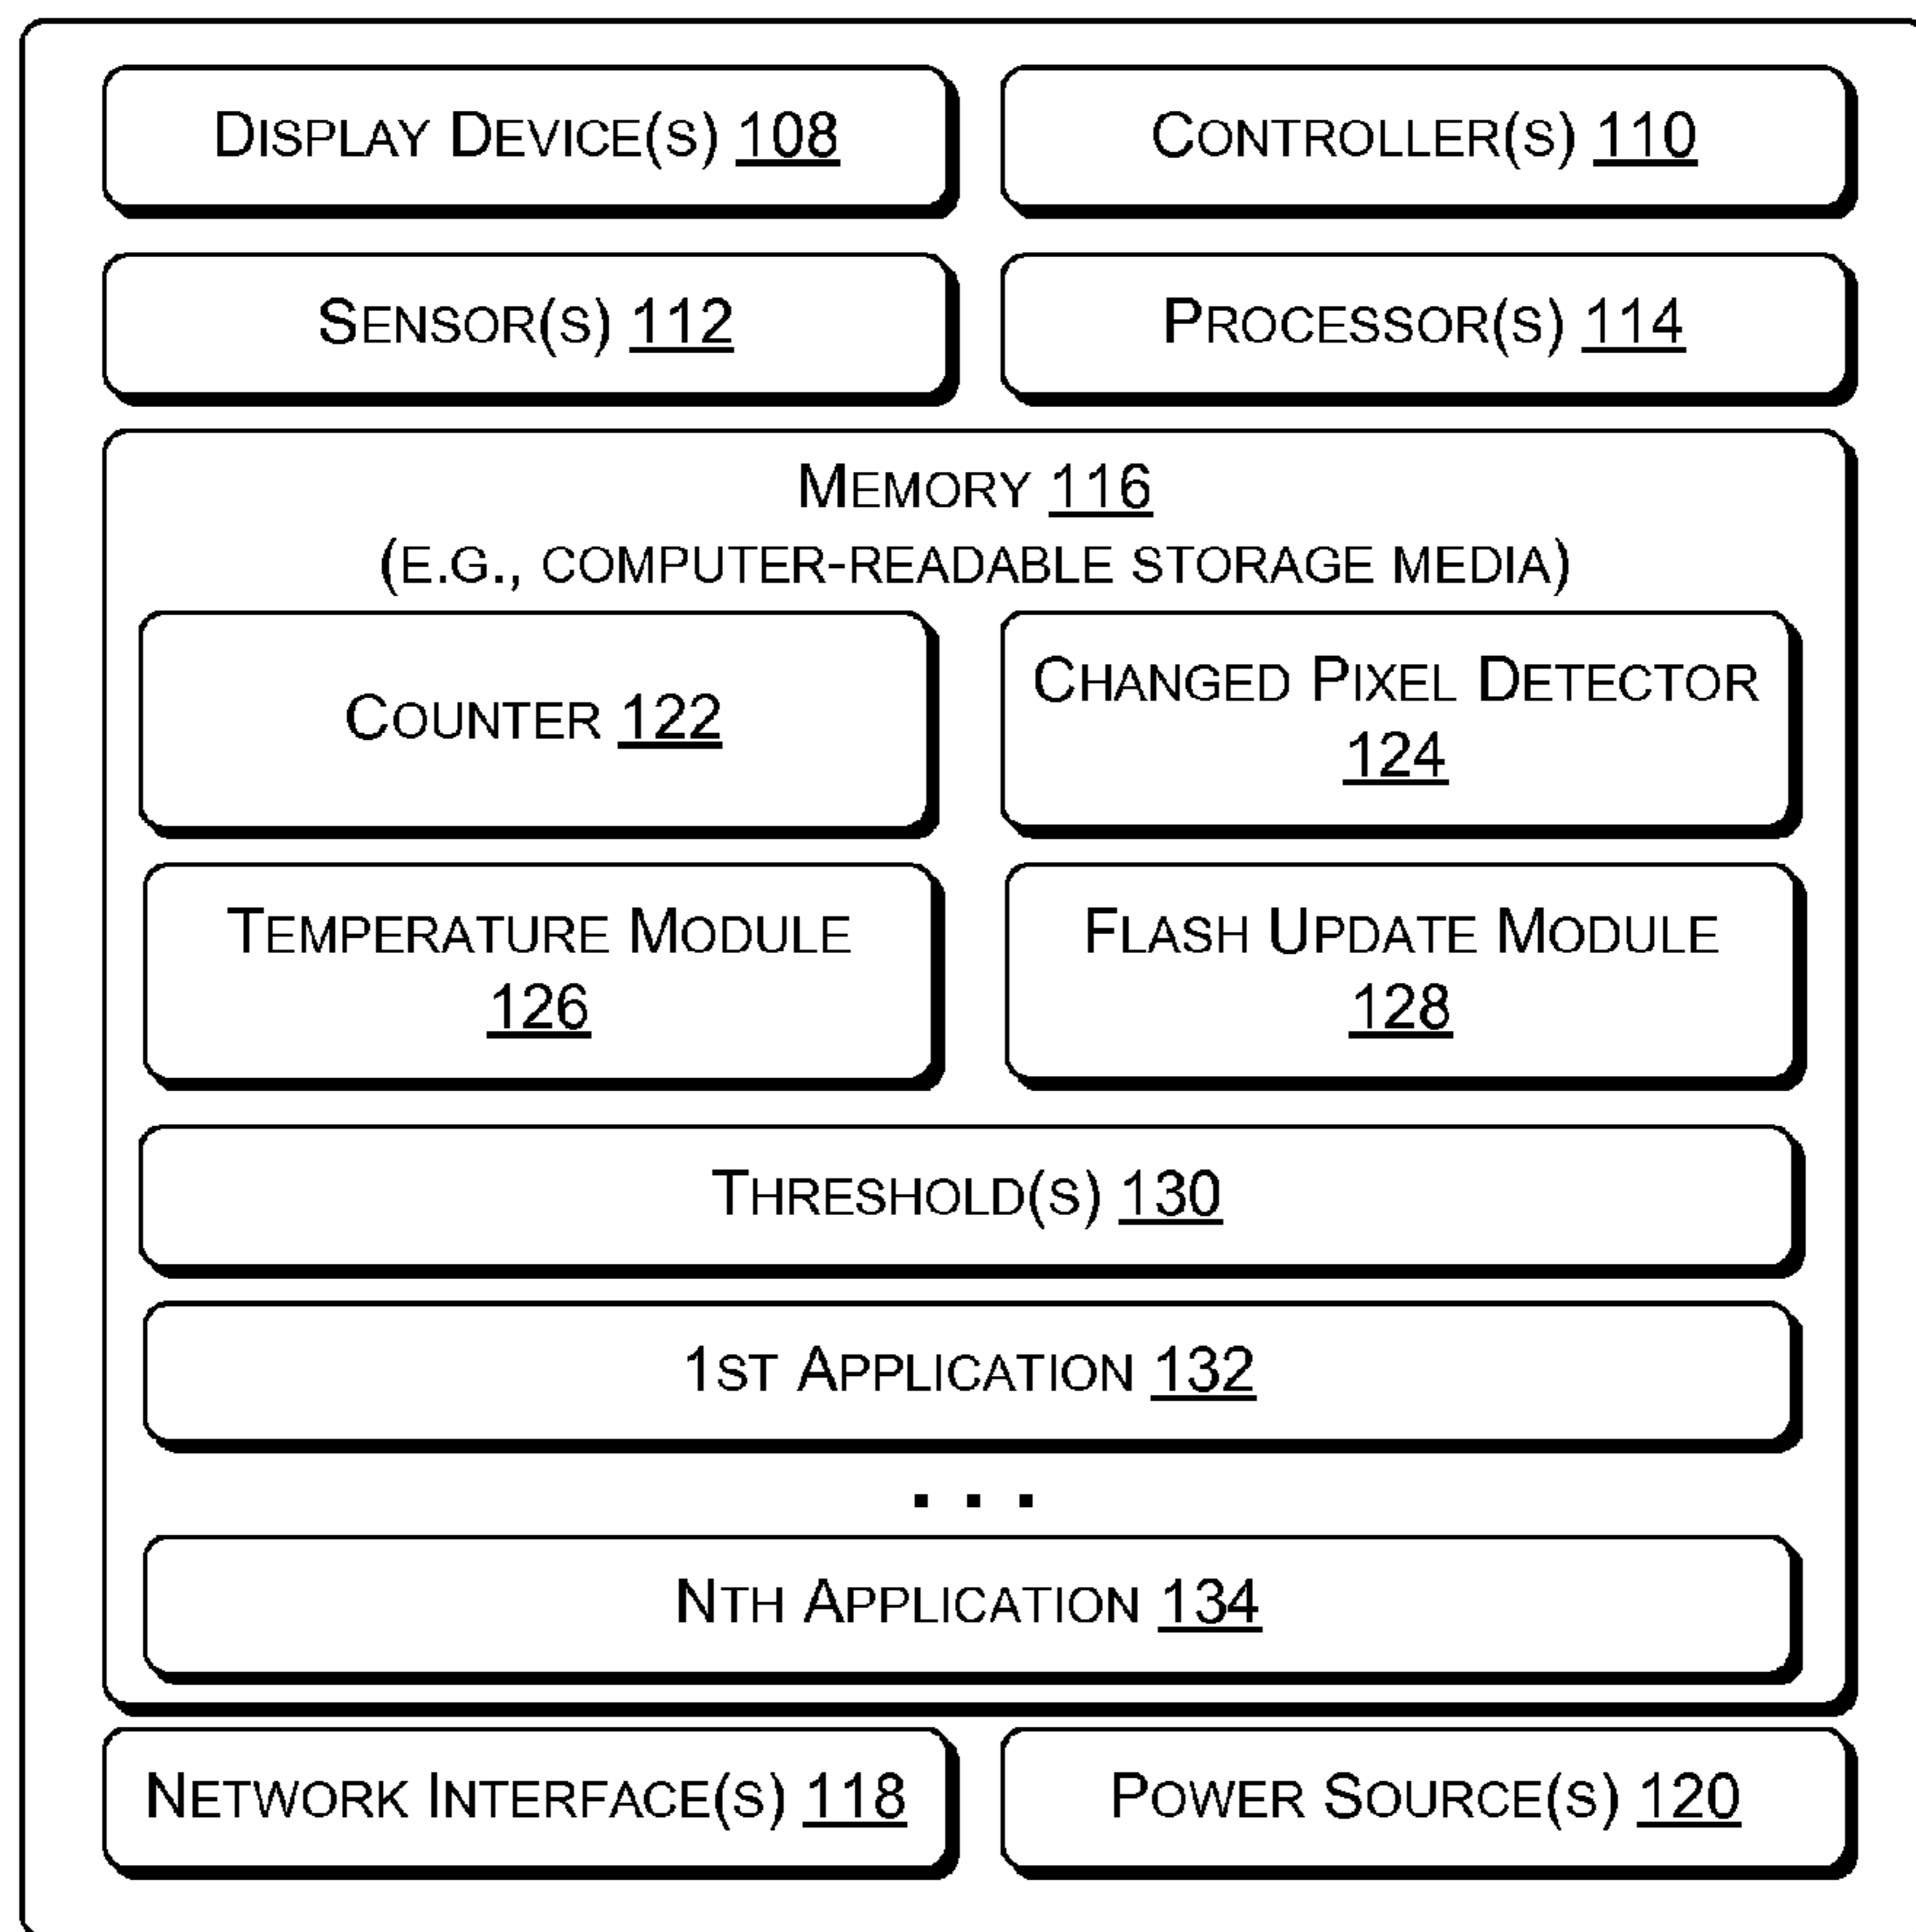 DISPLAY DEVICE(S) 108
CONTROLLER(S) 110
SENSOR(S) 112
PROCESSOR(S) 114
MEMORY 116
(E.G., COMPUTER-READABLE STORAGE MEDIA)
COUNTER 122
CHANGED PIXEL DETECTOR
124
TEMPERATURE MODULE
126
FLASH UPDATE MODULE
128
THRESHOLD(S) 130
1ST APPLICATION 132
...
NTH APPLICATION 134
NETWORK INTERFACE(S) 118
POWER SOURCE(S) 120